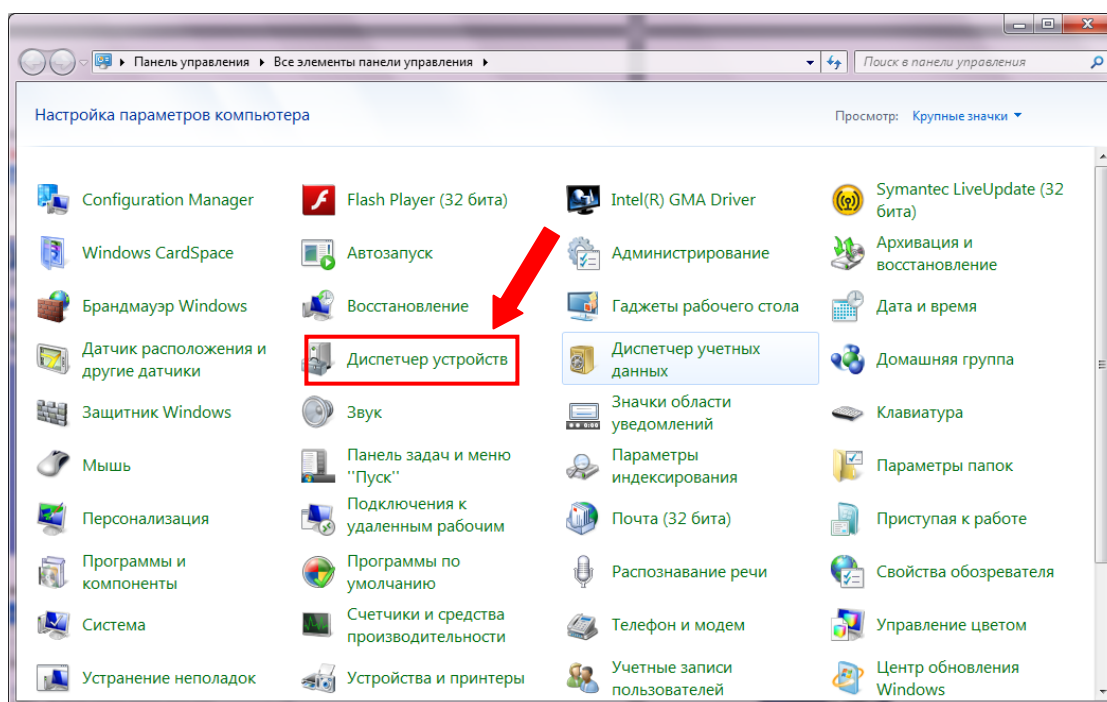 Панель управления Все элементы панели управления
Поиск в панели управления
Настройка параметров компьютера
Просмотр: Крупные значки
Configuration Manager
Flash Player (32 бита)
Intel(R) GMA Driver
Symantec LiveUpdate (32
бита)
Windows CardSpace
Автозапуск
Администрирование
Архивация и
восстановление
Брандмауэр Windows
Восстановление
Гаджеты рабочего стола
Дата и время
Датчик расположения и
другие датчики
Диспетчер устройств
Диспетчер учетных
данных
Домашняя группа
Защитник Windows
Звук
Значки области
уведомлений
Клавиатура
Мышь
Панель задач и меню
''Пуск''
Параметры
индексирования
Параметры папок
Персонализация
Подключения к
удаленным рабочим
Почта (32 бита)
Приступая к работе
Программы и
компоненты
Программы по
умолчанию
Распознавание речи
Свойства обозревателя
Система
Счетчики и средства
производительности
Телефон и модем
Управление цветом
Устранение неполадок
Устройства и принтеры
Учетные записи
пользователей
Центр обновления
Windows